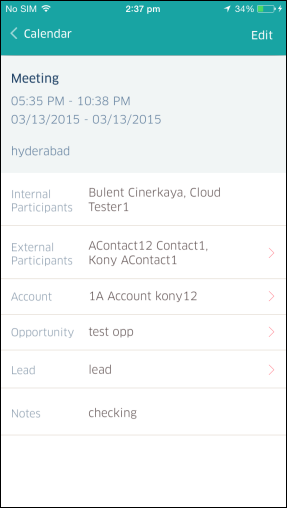 No SIM 2:37 pm 34%
Calendar Edit
Meeting
05:35 PM - 10:38 PM
03/13/2015 - 03/13/2015
hyderabad
Internal Participants Bulent Cinerkaya, Cloud
Tester1
External Participants AContact12 Contact1,
Kony AContact1
Account 1A Account kony12
Opportunity test opp
Lead lead
Notes checking